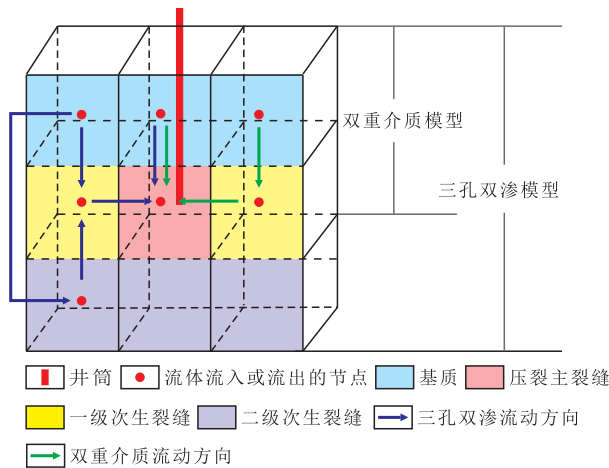 双重介质模型
三孔双渗模型
井筒 流体流入或流出的节点 基质 压裂主裂缝
一级次生裂缝 二级次生裂缝 三孔双渗流动方向
双重介质流动方向